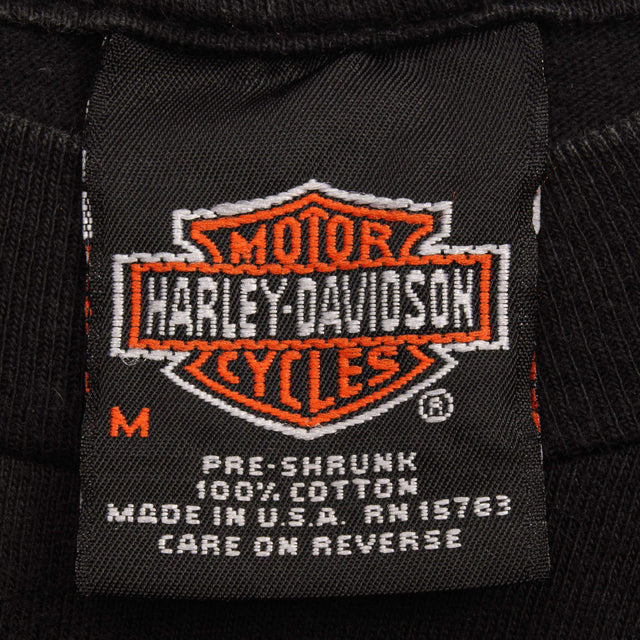 MOTOR
HARLEY-DAVIDSON
CYCLES
®
M
PRE-SHRUNK
100% COTTON
MADE IN U.S.A. RN 15763
CARE ON REVERSE